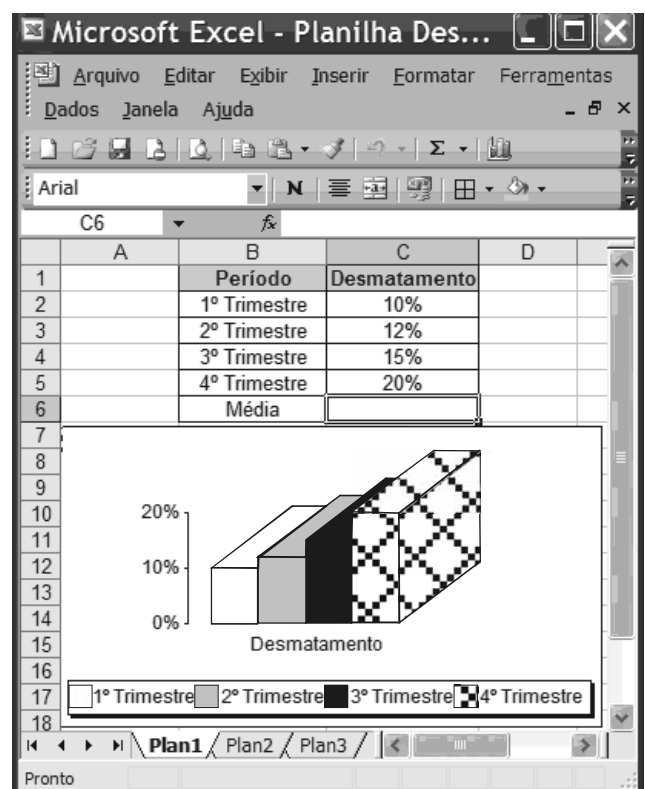 Microsoft Excel - Planilha Des...
Arquivo Editar Exibir Inserir Formatar Ferramentas
Dados Janela Ajuda
Σ
Arial N
C6 fx
A B C D
1 Período Desmatamento
2 1º Trimestre 10%
3 2º Trimestre 12%
4 3º Trimestre 15%
5 4º Trimestre 20%
6 Média
7
8
9
10 20%
11
12 10%
13
14 0%
15 Desmatamento
16
17 1º Trimestre 2º Trimestre 3º Trimestre 4º Trimestre
18
Plan1 Plan2 Plan3
Pronto